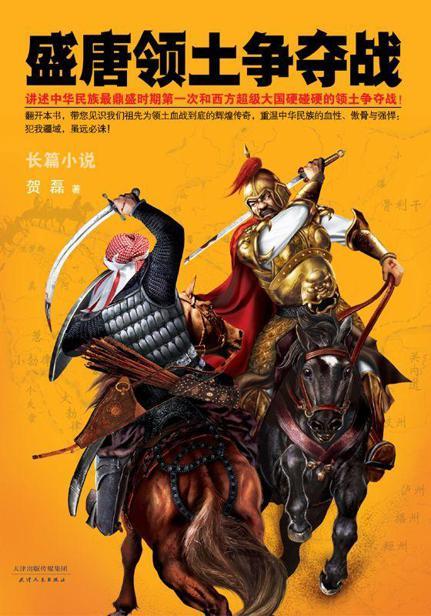 盛唐领土争夺战
讲述中华民族最鼎盛时期第一次和西方超级大国硬碰硬的领土争夺战！
翻开本书，带您见识我们祖先为领土血战到底的辉煌传奇，重温中华民族的血性、傲骨与强悍：
犯我疆域，虽远必诛！
长篇小说
贺磊 著
天津出版传媒集团
天津人民出版社
泸州
福州